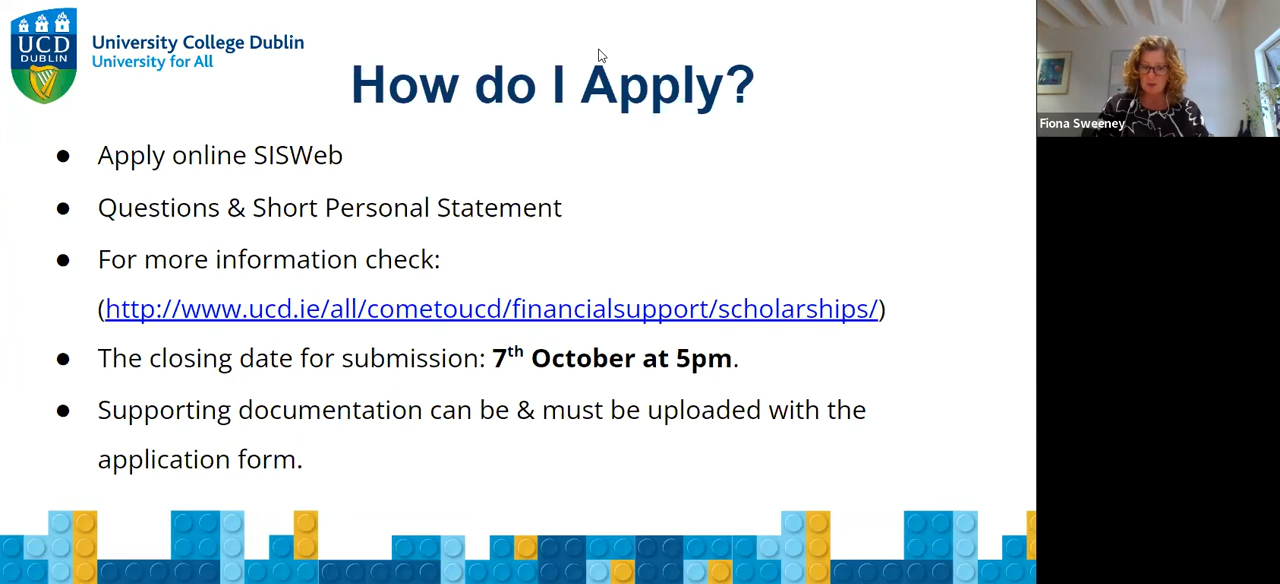 UCD
DUBLIN
University College Dublin
University for All
How do I Apply?
Fiona Sweeney
● Apply online SISWeb
● Questions & Short Personal Statement
● For more information check:
(http://www.ucd.ie/all/cometoucd/financialsupport/scholarships/)
● The closing date for submission: 7th October at 5pm.
● Supporting documentation can be & must be uploaded with the
application form.